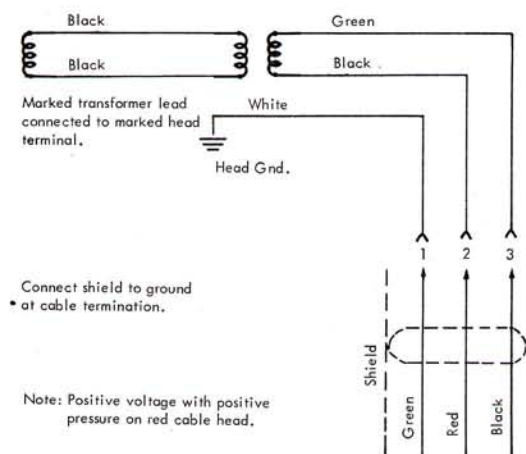 Black
Green
Black
Black
Marked transformer lead
connected to marked head
terminal.
White
Head Gnd.
1 2 3
Connect shield to ground
at cable termination.
Shield
Green
Red
Black
Note: Positive voltage with positive
pressure on red cable head.